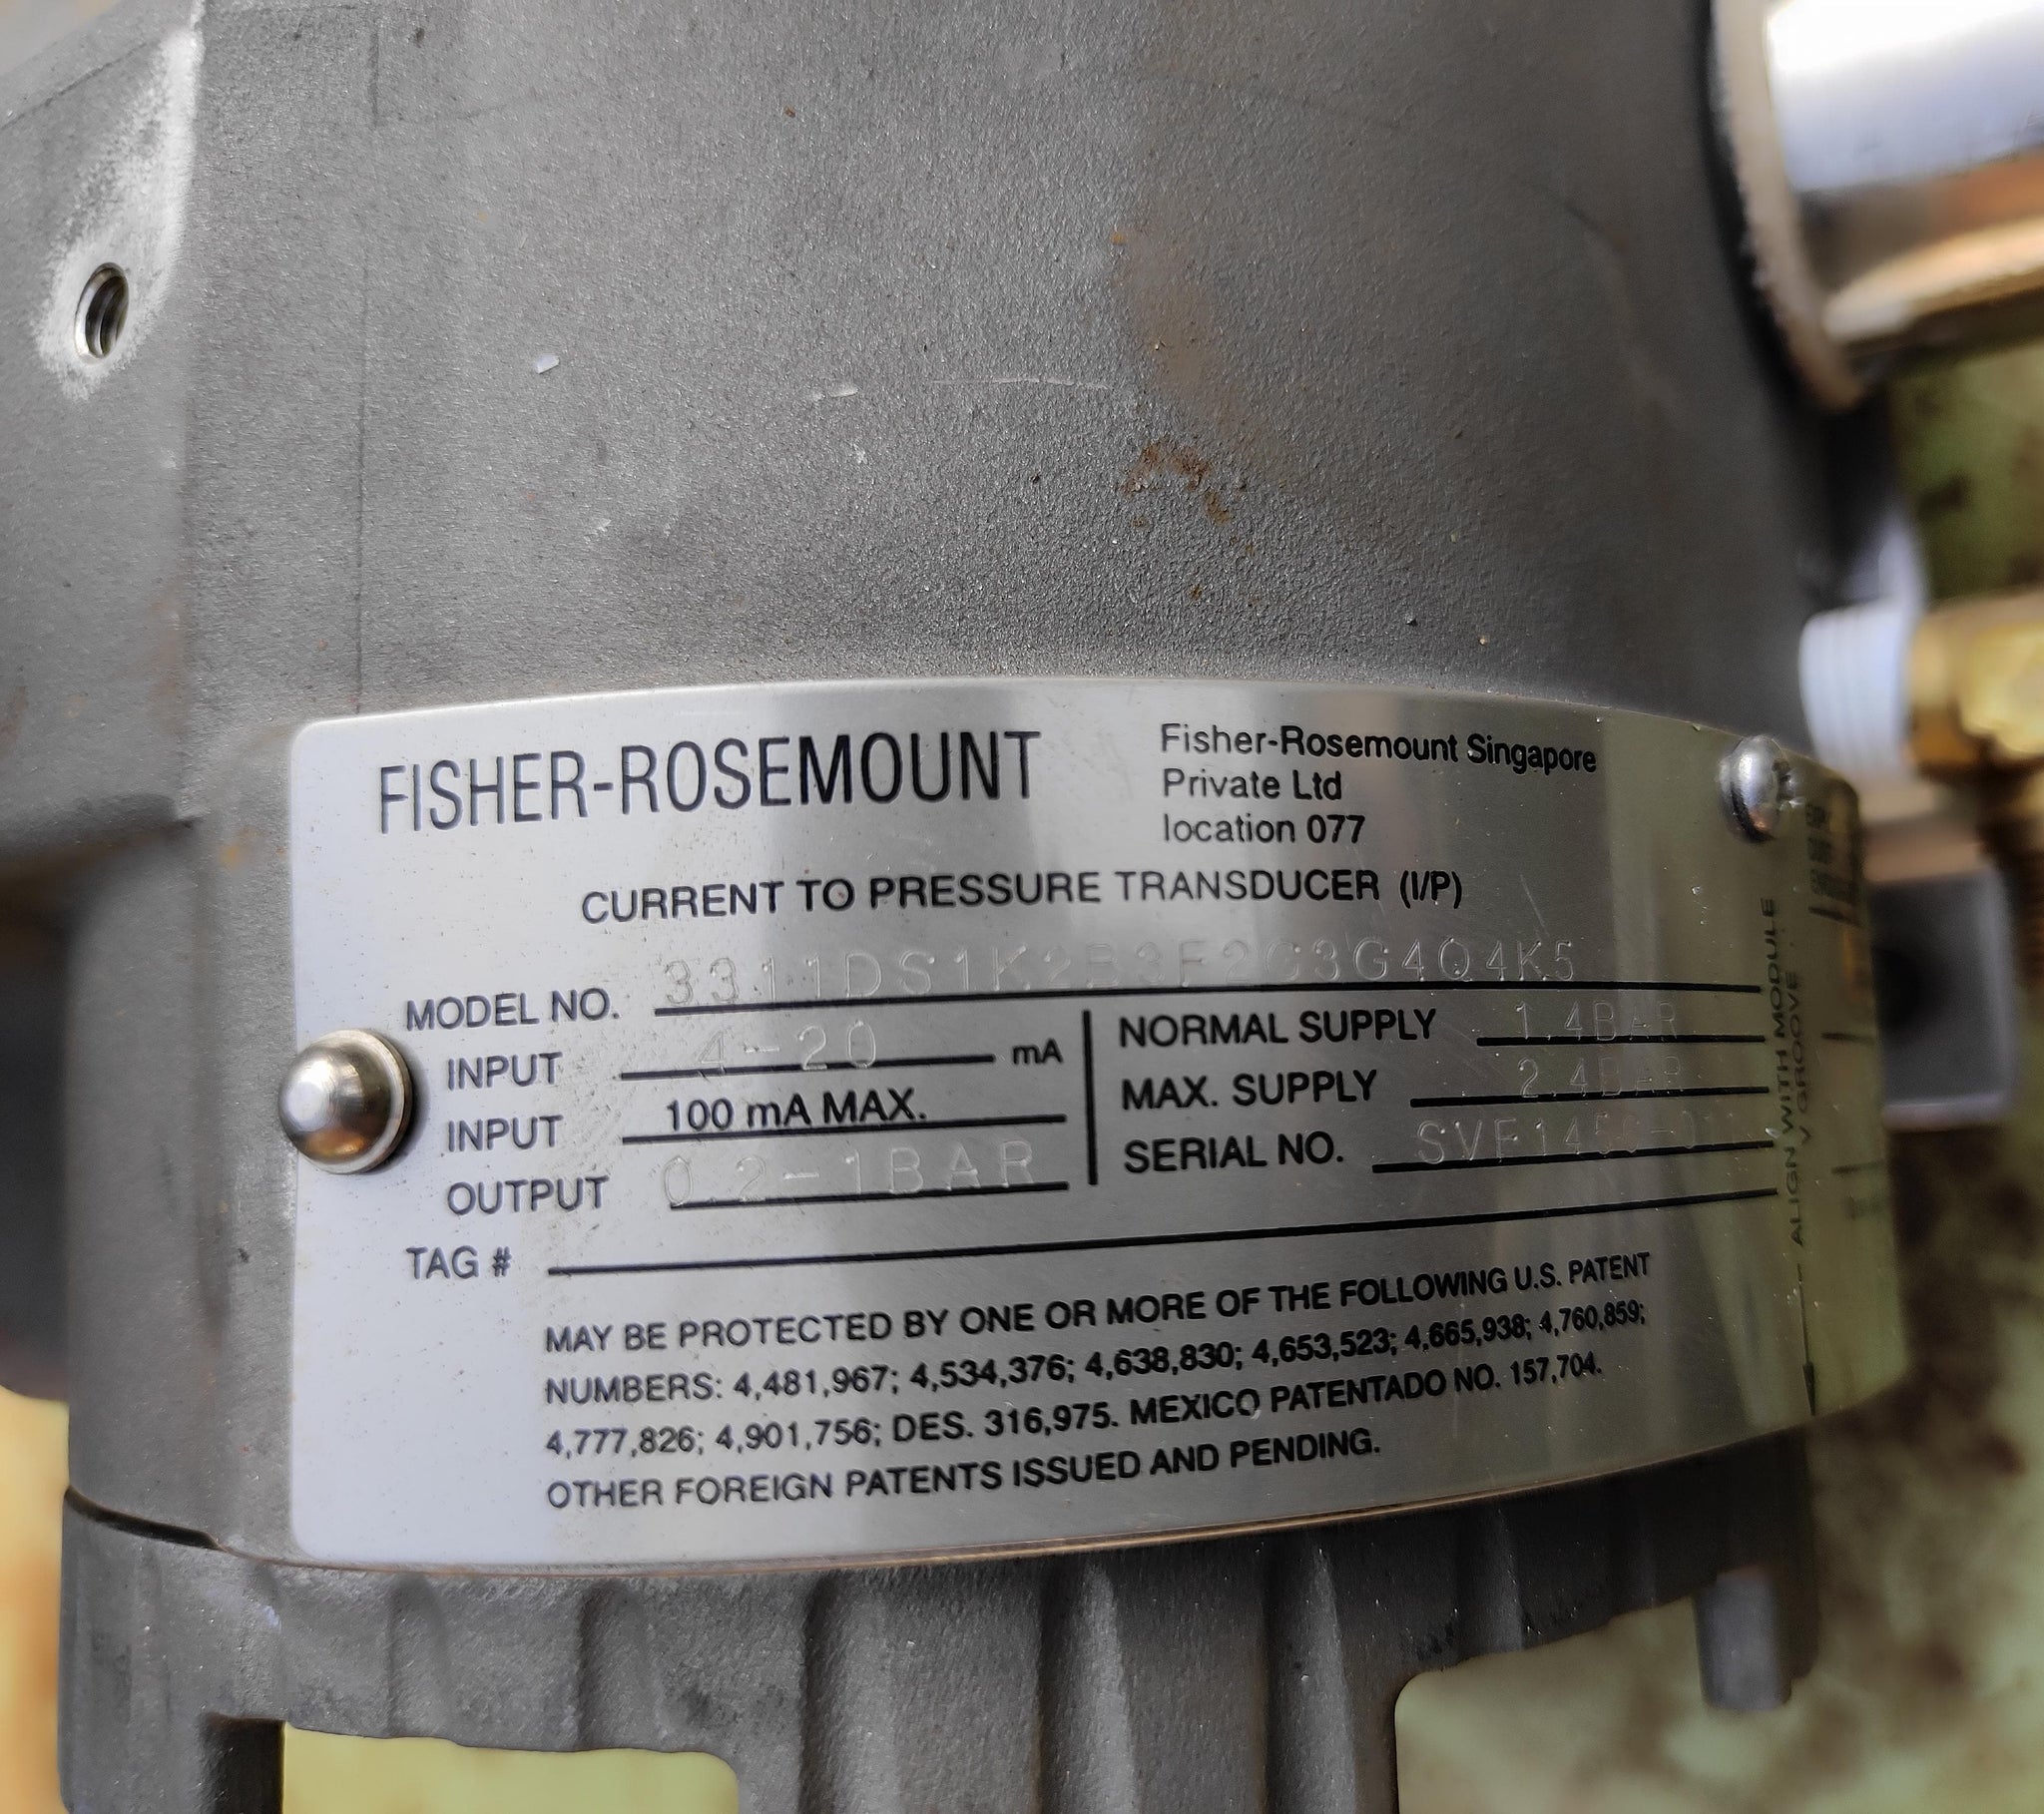 FISHER-ROSEMOUNT
Fisher-Rosemount Singapore
Private Ltd
location 077
CURRENT TO PRESSURE TRANSDUCER (I/P)
MODEL NO. 3311DS1K2B3F2C3G4Q4K5
INPUT 4-20 mA
INPUT 100 mA MAX.
OUTPUT 0.2-1BAR
NORMAL SUPPLY 1.4BAR
MAX. SUPPLY 2.4BAR
SERIAL NO.
TAG #
MAY BE PROTECTED BY ONE OR MORE OF THE FOLLOWING U.S. PATENT
NUMBERS: 4,481,967; 4,534,376; 4,638,830; 4,653,523; 4,665,938; 4,760,859;
4,777,826; 4,901,756; DES. 316,975. MEXICO PATENTADO NO. 157,704.
OTHER FOREIGN PATENTS ISSUED AND PENDING.
ALIGN WITH MODULE
V GROOVE